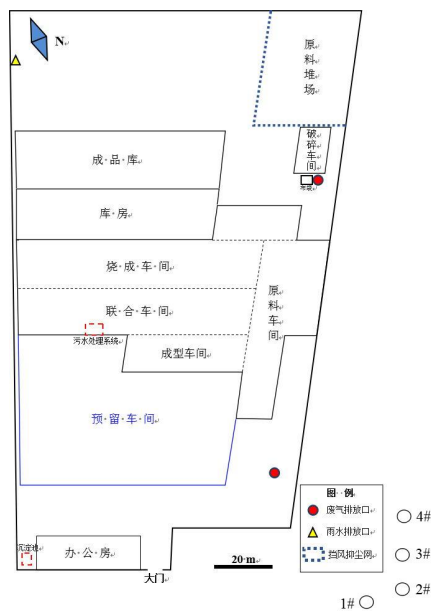 N
原料堆场
破碎车间
布袋
成·品·库
库·房
烧·成·车·间
联·合·车·间
原料车间
污水处理系统
成型车间
预·留·车·间
图··例
废气排放口
雨水排放口
挡风抑尘网
4#
3#
2#
1#
沉淀池
办·公·房
大门
20·m